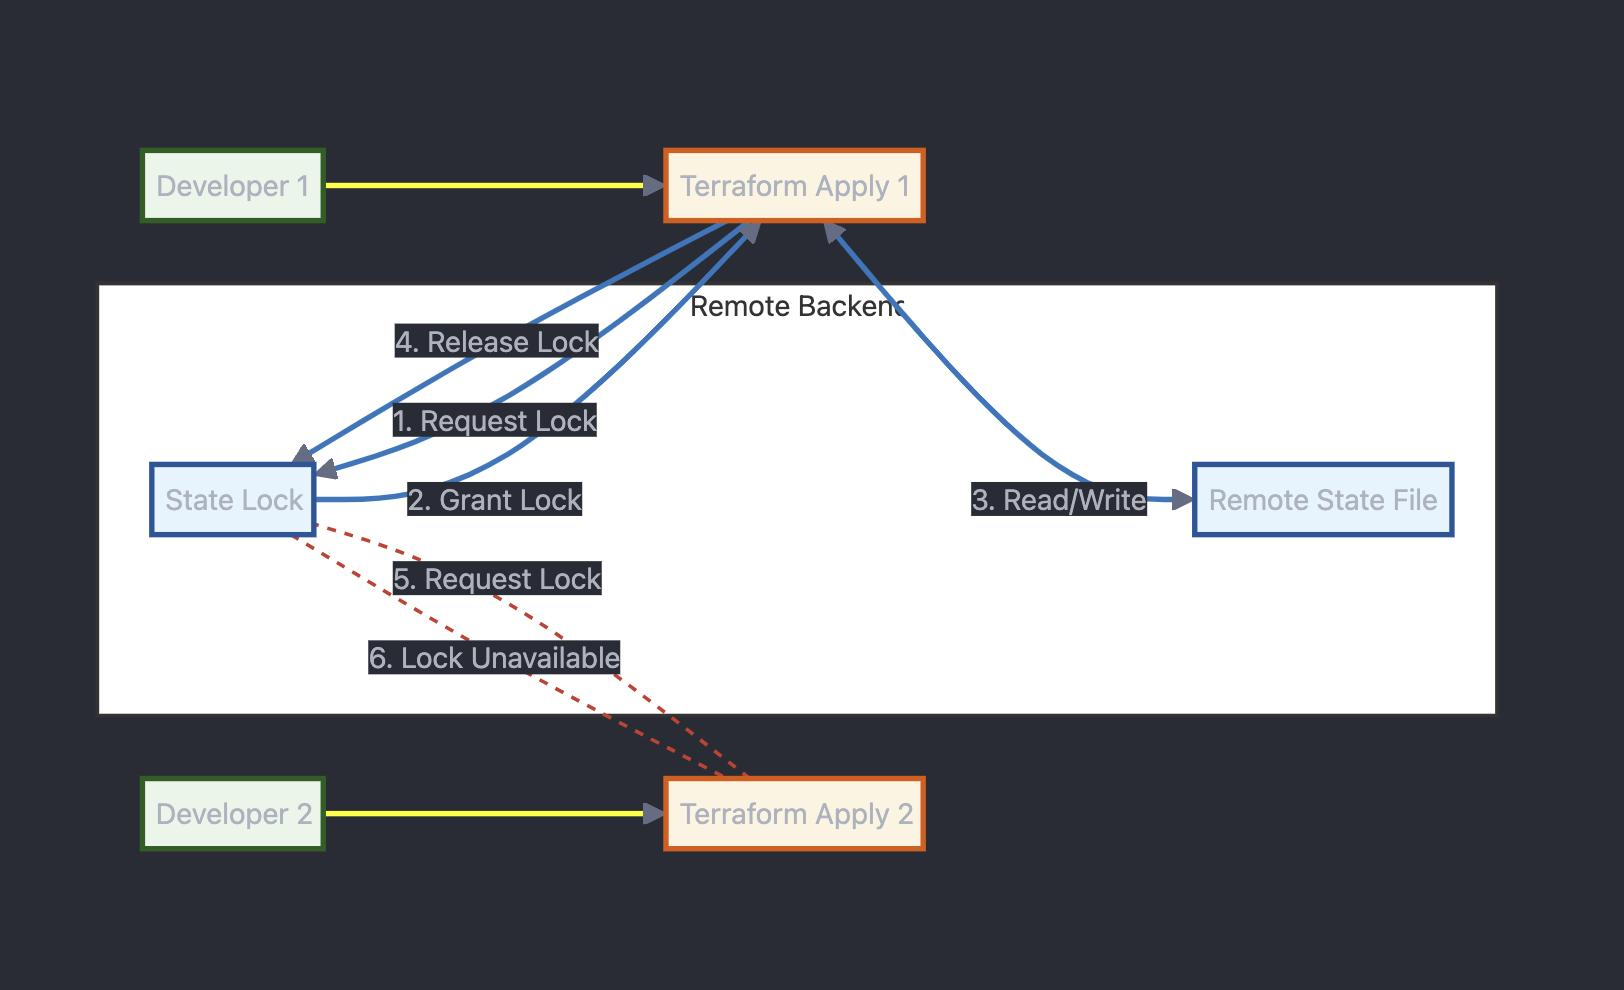 Developer 1
Terraform Apply 1
Remote Backend
4. Release Lock
1. Request Lock
State Lock
2. Grant Lock
3. Read/Write
Remote State File
5. Request Lock
6. Lock Unavailable
Developer 2
Terraform Apply 2